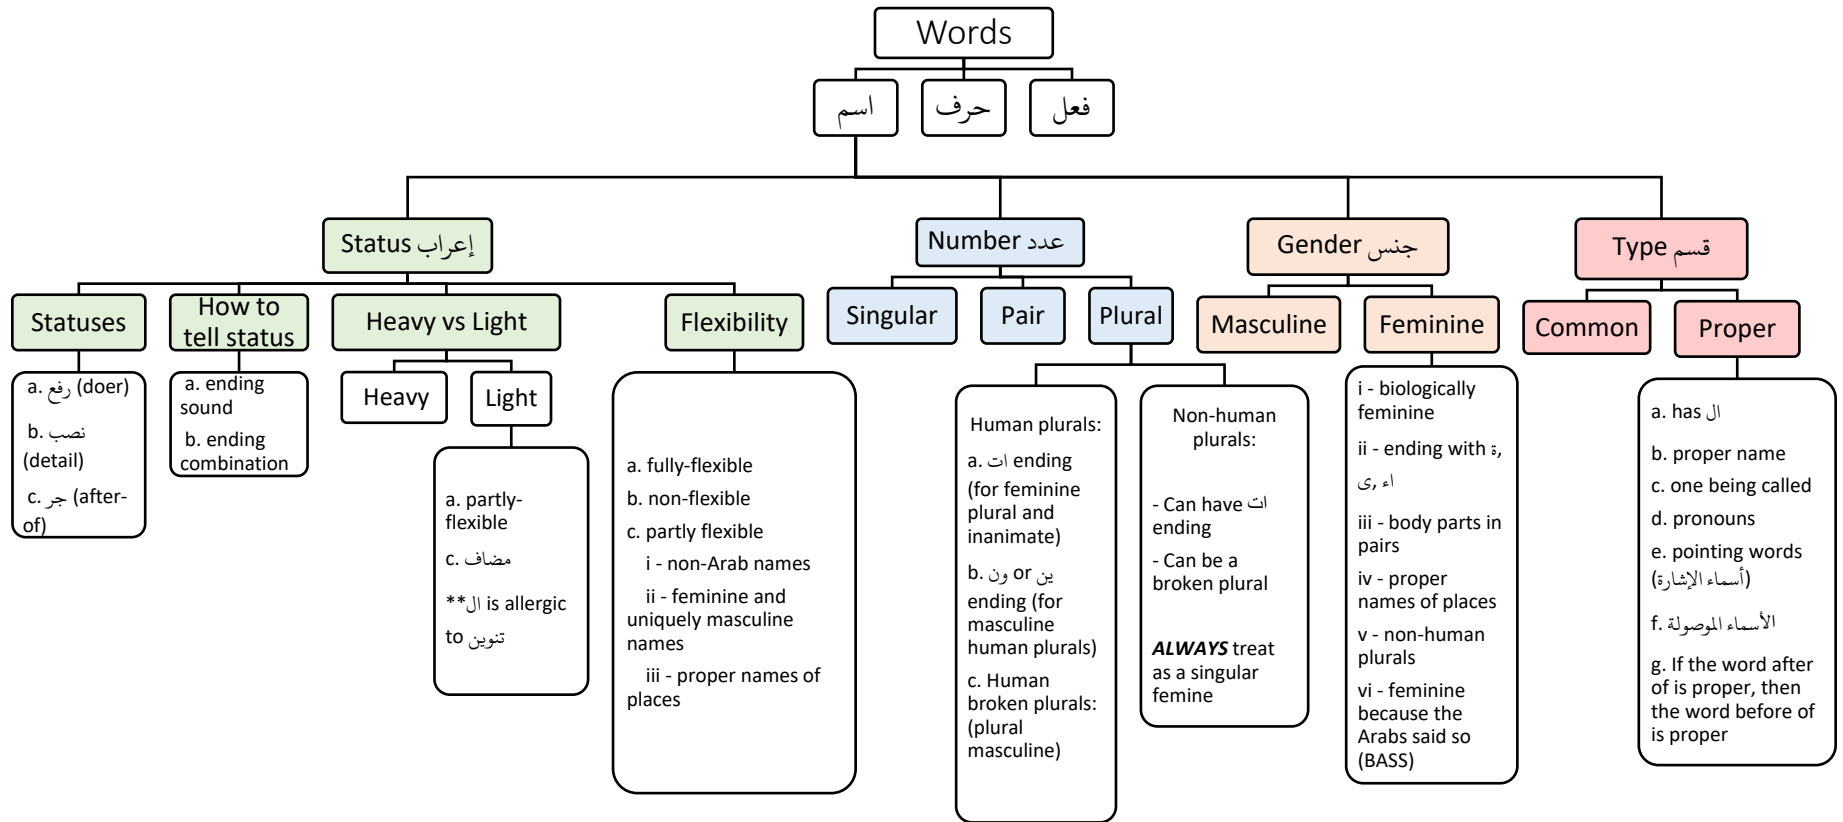 Words
اسم
حرف
فعل
Status إعراب
Number عدد
Gender جنس
Type قسم
Statuses
How to
tell status
Heavy vs Light
Flexibility
Singular
Pair
Plural
Masculine
Feminine
Common
Proper
a. رفع (doer)
b. نصب
(detail)
c. جر (after-
of)
a. ending
sound
b. ending
combination
Heavy
Light
a. partly-
flexible
c. مضاف
**ال is allergic
to تنوين
a. fully-flexible
b. non-flexible
c. partly flexible
i - non-Arab names
ii - feminine and
uniquely masculine
names
iii - proper names of
places
Human plurals:
a. ات ending
(for feminine
plural and
inanimate)
b. ون or ين
ending (for
masculine
human plurals)
c. Human
broken plurals:
(plural
masculine)
Non-human
plurals:
- Can have ات
ending
- Can be a
broken plural
ALWAYS treat
as a singular
femine
i - biologically
feminine
ii - ending with ة,
اء ,ى
iii - body parts in
pairs
iv - proper
names of places
v - non-human
plurals
vi - feminine
because the
Arabs said so
(BASS)
a. has ال
b. proper name
c. one being called
d. pronouns
e. pointing words
(أسماء الإشارة)
f. الأسماء الموصولة
g. If the word after
of is proper, then
the word before of
is proper